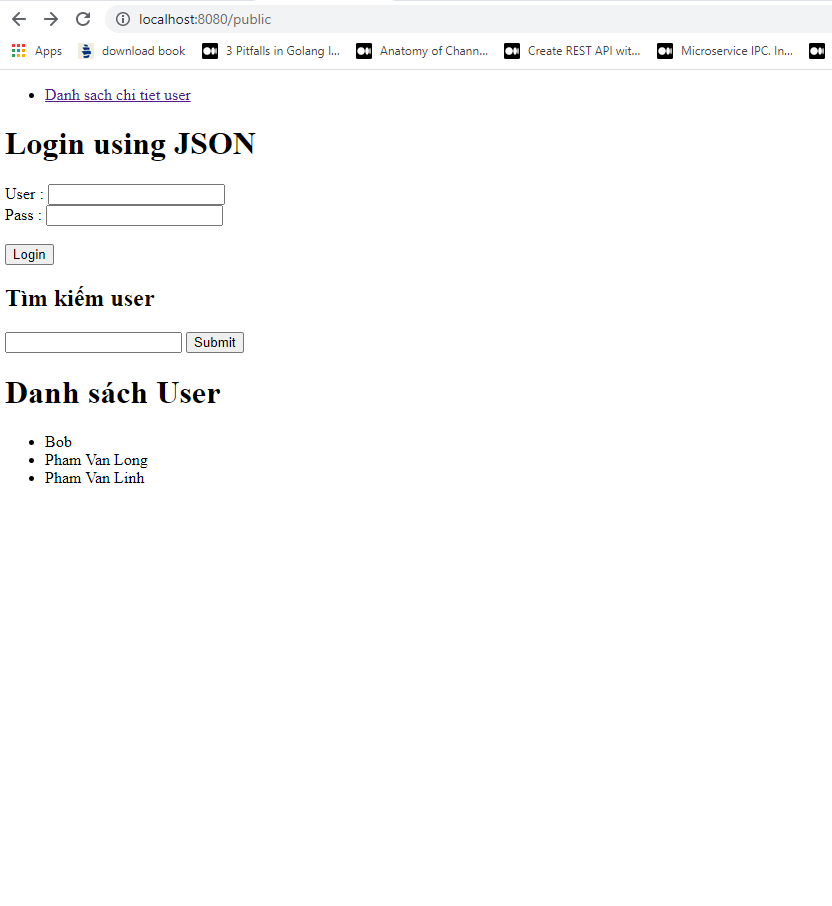 localhost:8080/public
Apps download book 3 Pitfalls in Golang I... Anatomy of Chann... Create REST API wit... Microservice IPC. In...
Danh sach chi tiet user
Login using JSON
User :
Pass :
Login
Tìm kiếm user
Submit
Danh sách User
Bob
Pham Van Long
Pham Van Linh